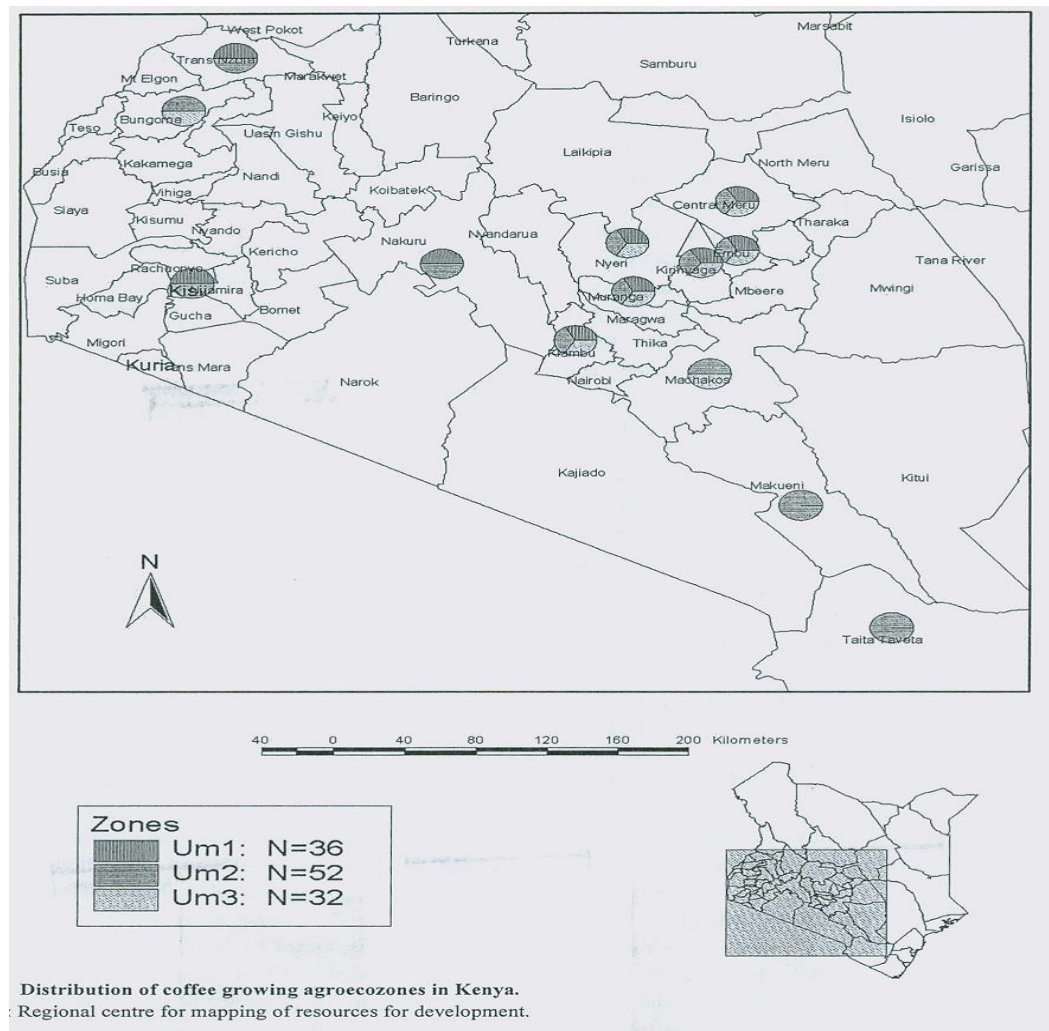 West Pokot
Turkana
Marsabit
Trans Nzoia
Samburu
Mt Elgon
Marakwet
Baringo
Keiyo
Bungoma
Teso
Uasin Gishu
Isiolo
Laikipia
Kakamega
North Meru
Busia
Nandi
Garissa
Vihiga
Koibatek
Siaya
Central Meru
Kisumu
Tharaka
Nyando
Nakuru
Nyandarua
Kericho
Embu
Nyeri
Tana River
Rachuonyo
Kirinyaga
Suba
Kisii
Nyamira
Mbeere
Mwingi
Homa Bay
Muranga
Bomet
Gucha
Maragwa
Migori
Thika
Kiambu
Kuria
ns Mara
Narok
Nairobi
Machakos
Kajiado
Kitui
Makueni
N
Taita Taveta
40 0 40 80 120 160 200 Kilometers
Zones
Um1: N=36
Um2: N=52
Um3: N=32
Distribution of coffee growing agroecozones in Kenya.
: Regional centre for mapping of resources for development.